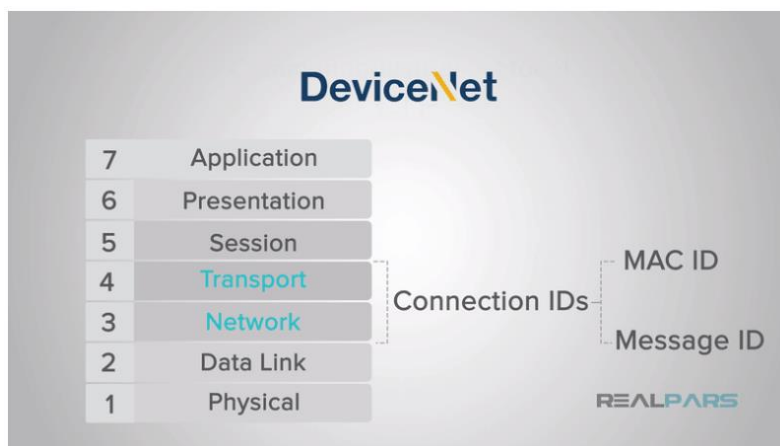 DeviceNet
7 Application
6 Presentation
5 Session
4 Transport
3 Network
2 Data Link
1 Physical
Connection IDs
MAC ID
Message ID
REALPARS